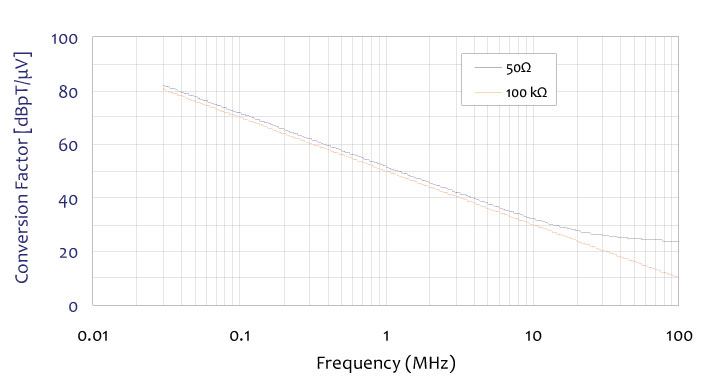 Conversion Factor [dBpT/µV]
100
80
60
40
20
0
50Ω
100 kΩ
0.01
0.1
1
10
100
Frequency (MHz)